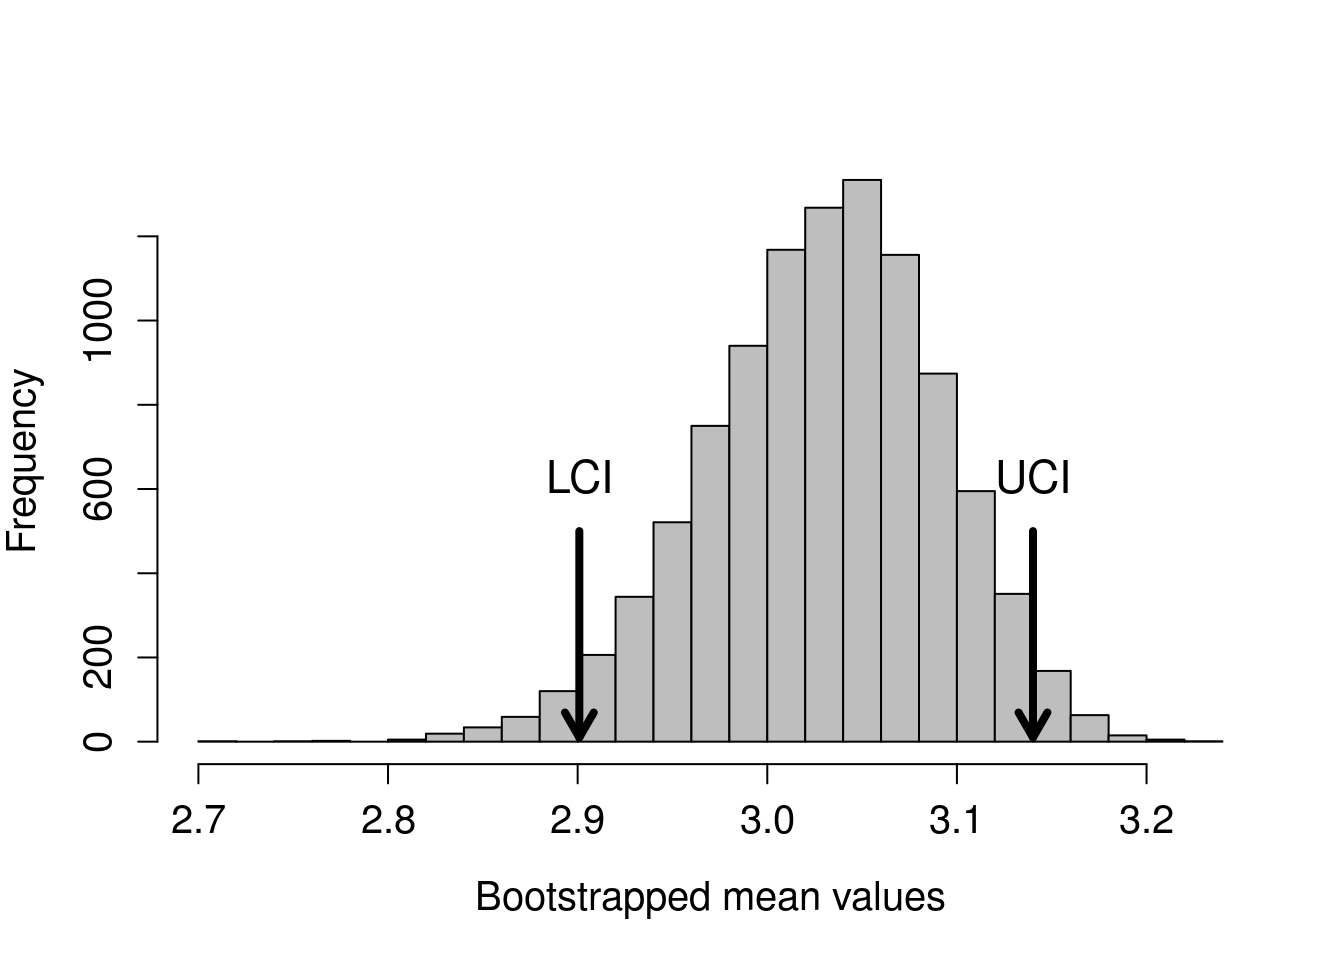 1000
600
200
0
Frequency
LCI
UCI
2.7 2.8 2.9 3.0 3.1 3.2
Bootstrapped mean values